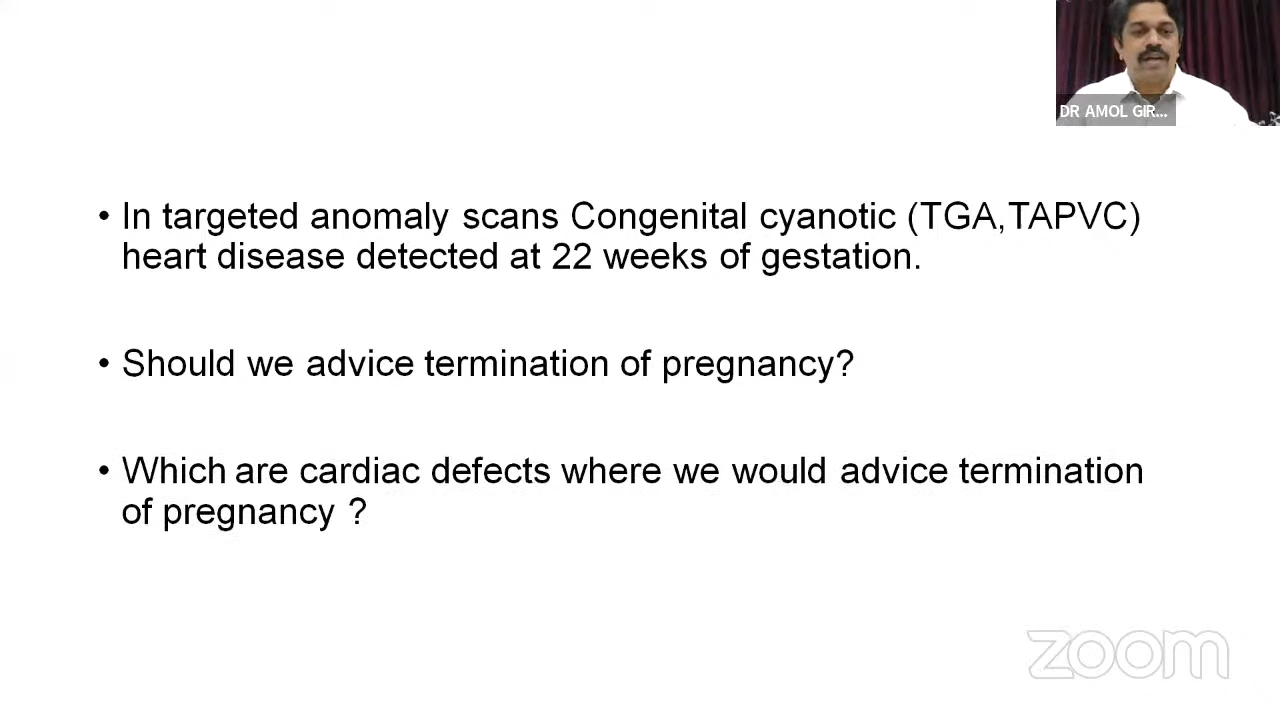 DR AMOL GIR...
• In targeted anomaly scans Congenital cyanotic (TGA,TAPVC)
heart disease detected at 22 weeks of gestation.
• Should we advice termination of pregnancy?
• Which are cardiac defects where we would advice termination
of pregnancy ?
zoom